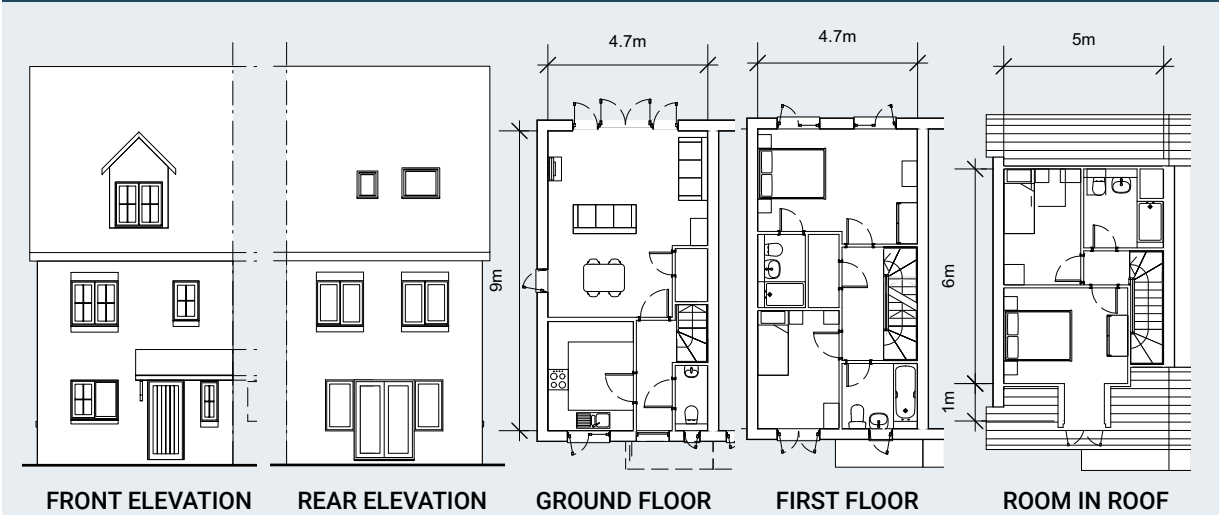 4.7m
4.7m
5m
9m
6m
1m
FRONT ELEVATION
REAR ELEVATION
GROUND FLOOR
FIRST FLOOR
ROOM IN ROOF